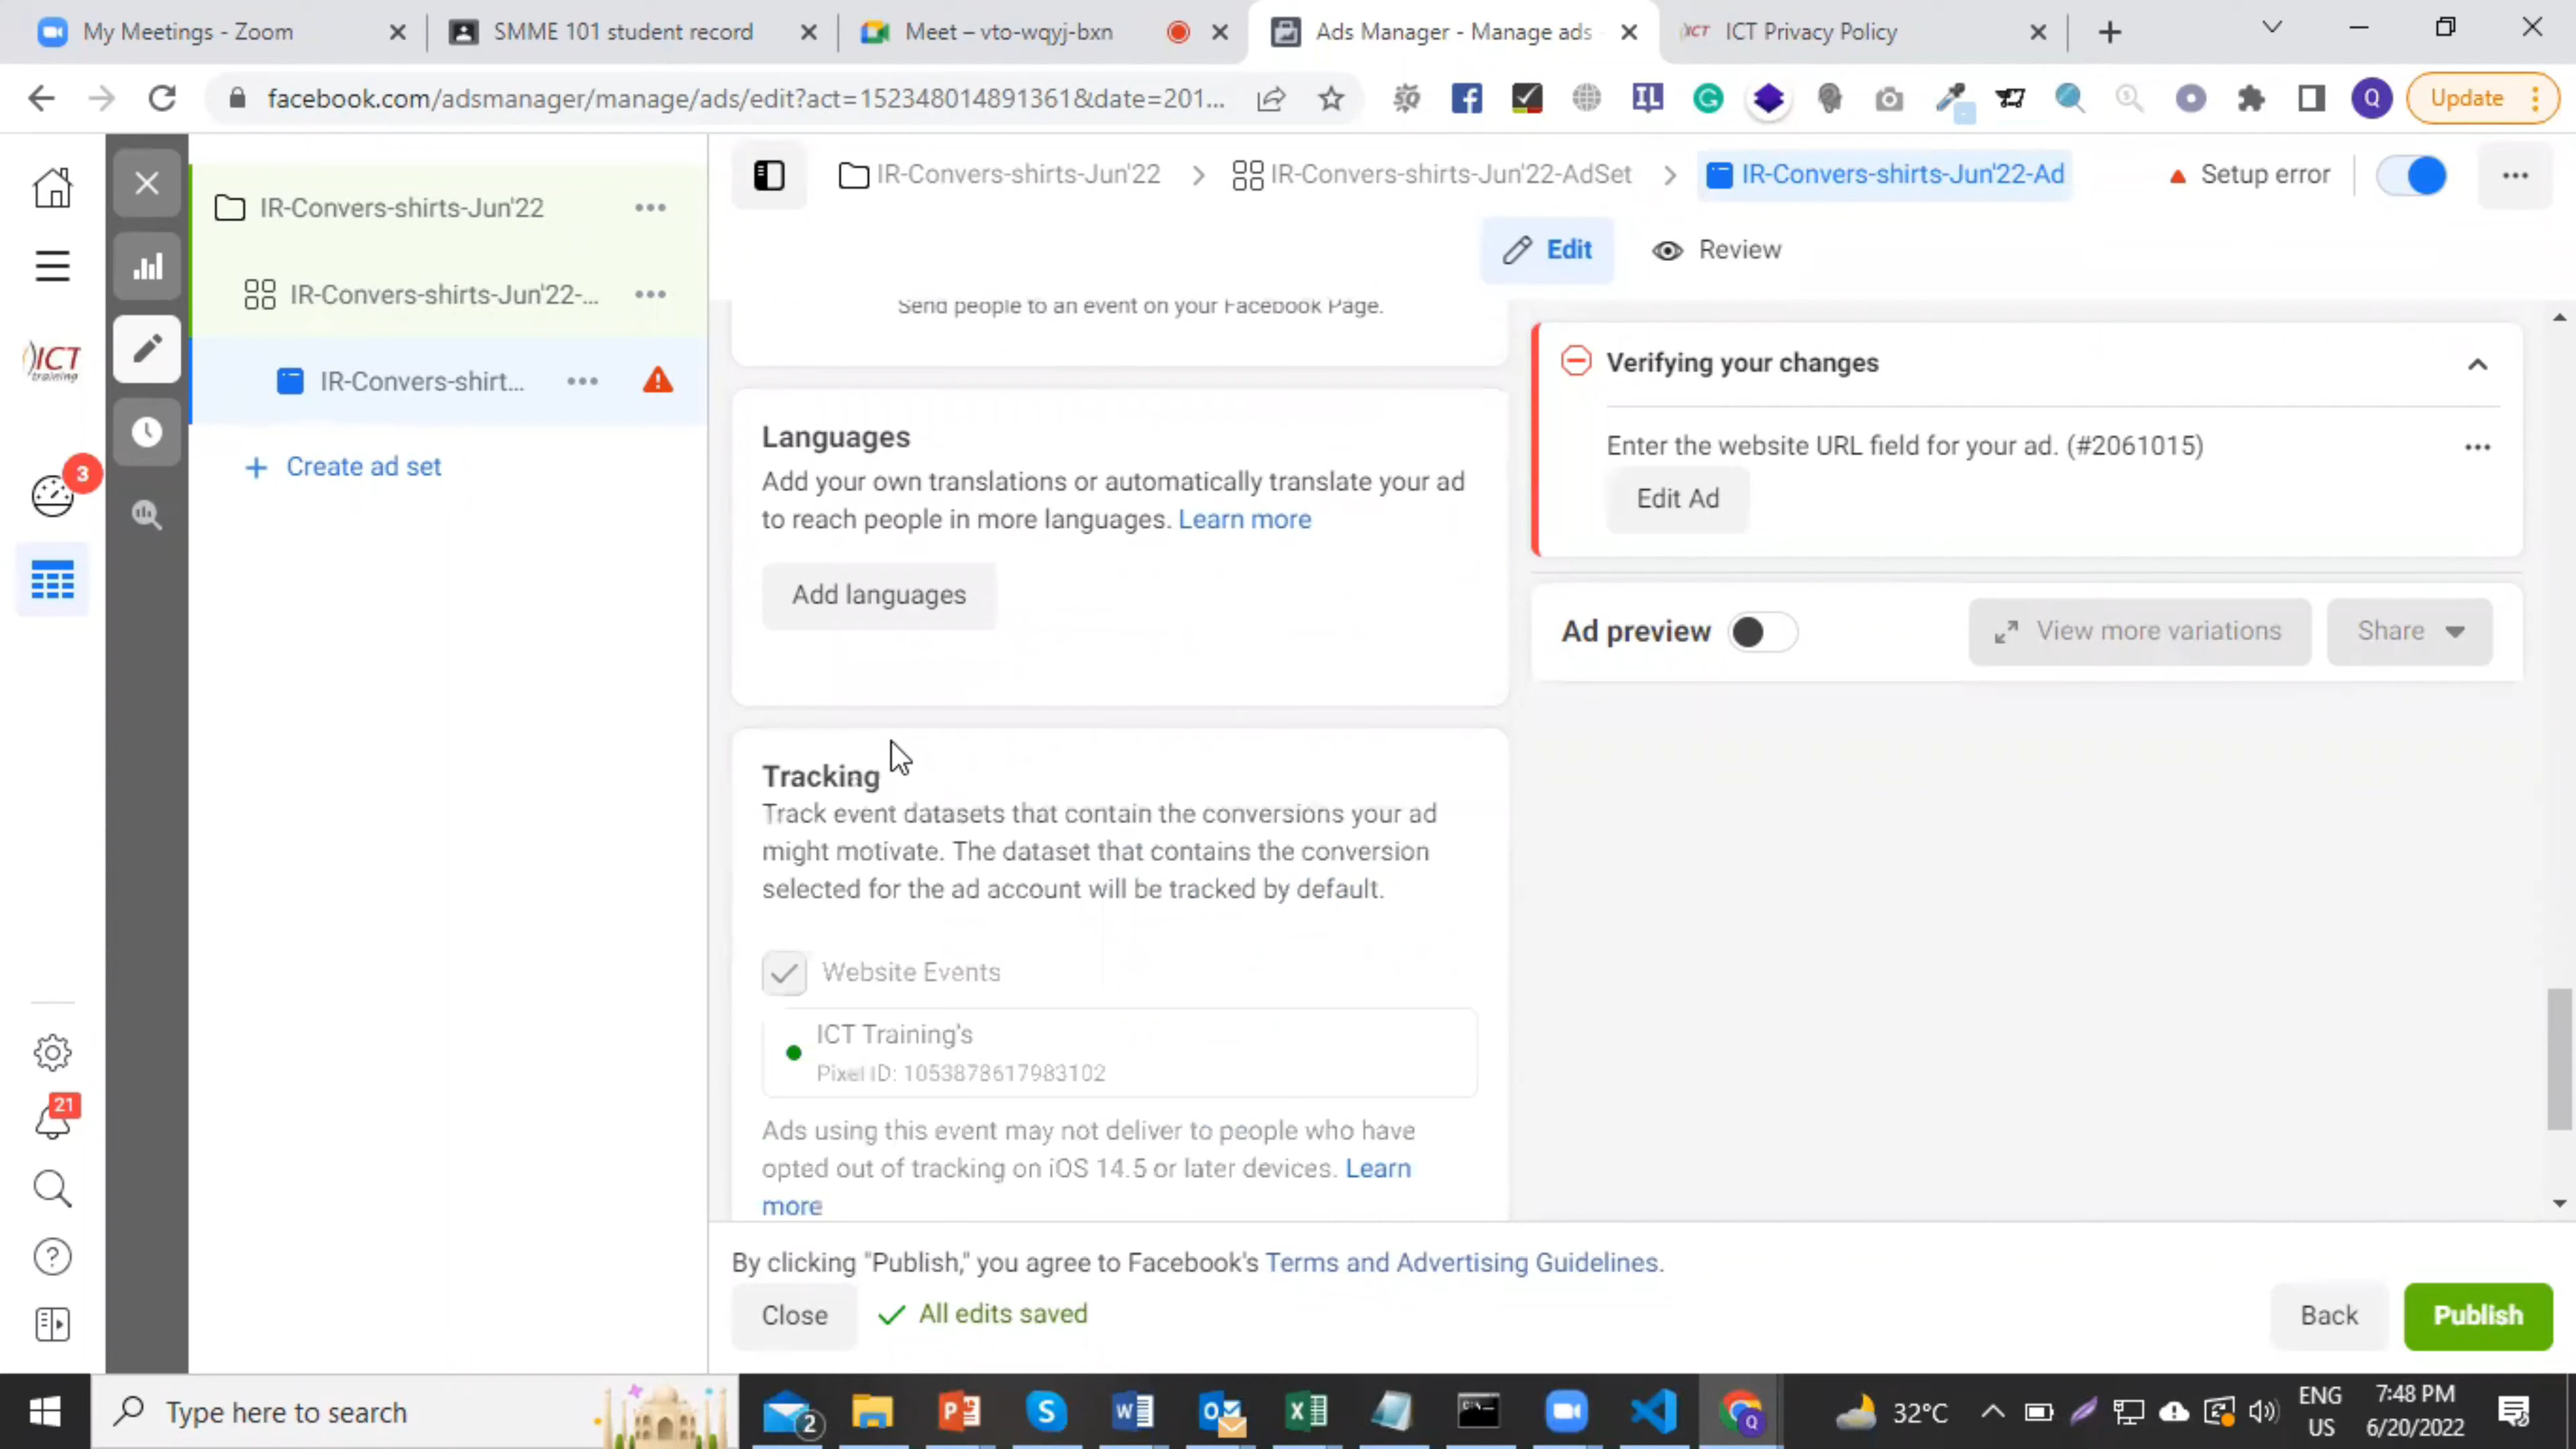 My Meetings - Zoom
SMME 101 student record
Meet – vto-wqyj-bxn
Ads Manager - Manage ads
ICT Privacy Policy
facebook.com/adsmanager/manage/ads/edit?act=152348014891361&date=201...
Update
IR-Convers-shirts-Jun'22
IR-Convers-shirts-Jun'22-...
IR-Convers-shirt...
Create ad set
)ICT
training
3
21
IR-Convers-shirts-Jun'22
IR-Convers-shirts-Jun'22-AdSet
IR-Convers-shirts-Jun'22-Ad
Setup error
Edit
Review
Send people to an event on your Facebook Page.
Languages
Add your own translations or automatically translate your ad
to reach people in more languages. Learn more
Add languages
Tracking
Track event datasets that contain the conversions your ad
might motivate. The dataset that contains the conversion
selected for the ad account will be tracked by default.
Website Events
ICT Training's
Pixel ID: 1053878617983102
Ads using this event may not deliver to people who have
opted out of tracking on iOS 14.5 or later devices. Learn
more
Verifying your changes
Enter the website URL field for your ad. (#2061015)
Edit Ad
Ad preview
View more variations
Share
By clicking "Publish," you agree to Facebook's Terms and Advertising Guidelines.
Close
All edits saved
Back
Publish
Type here to search
2
32°C
ENG
US
7:48 PM
6/20/2022